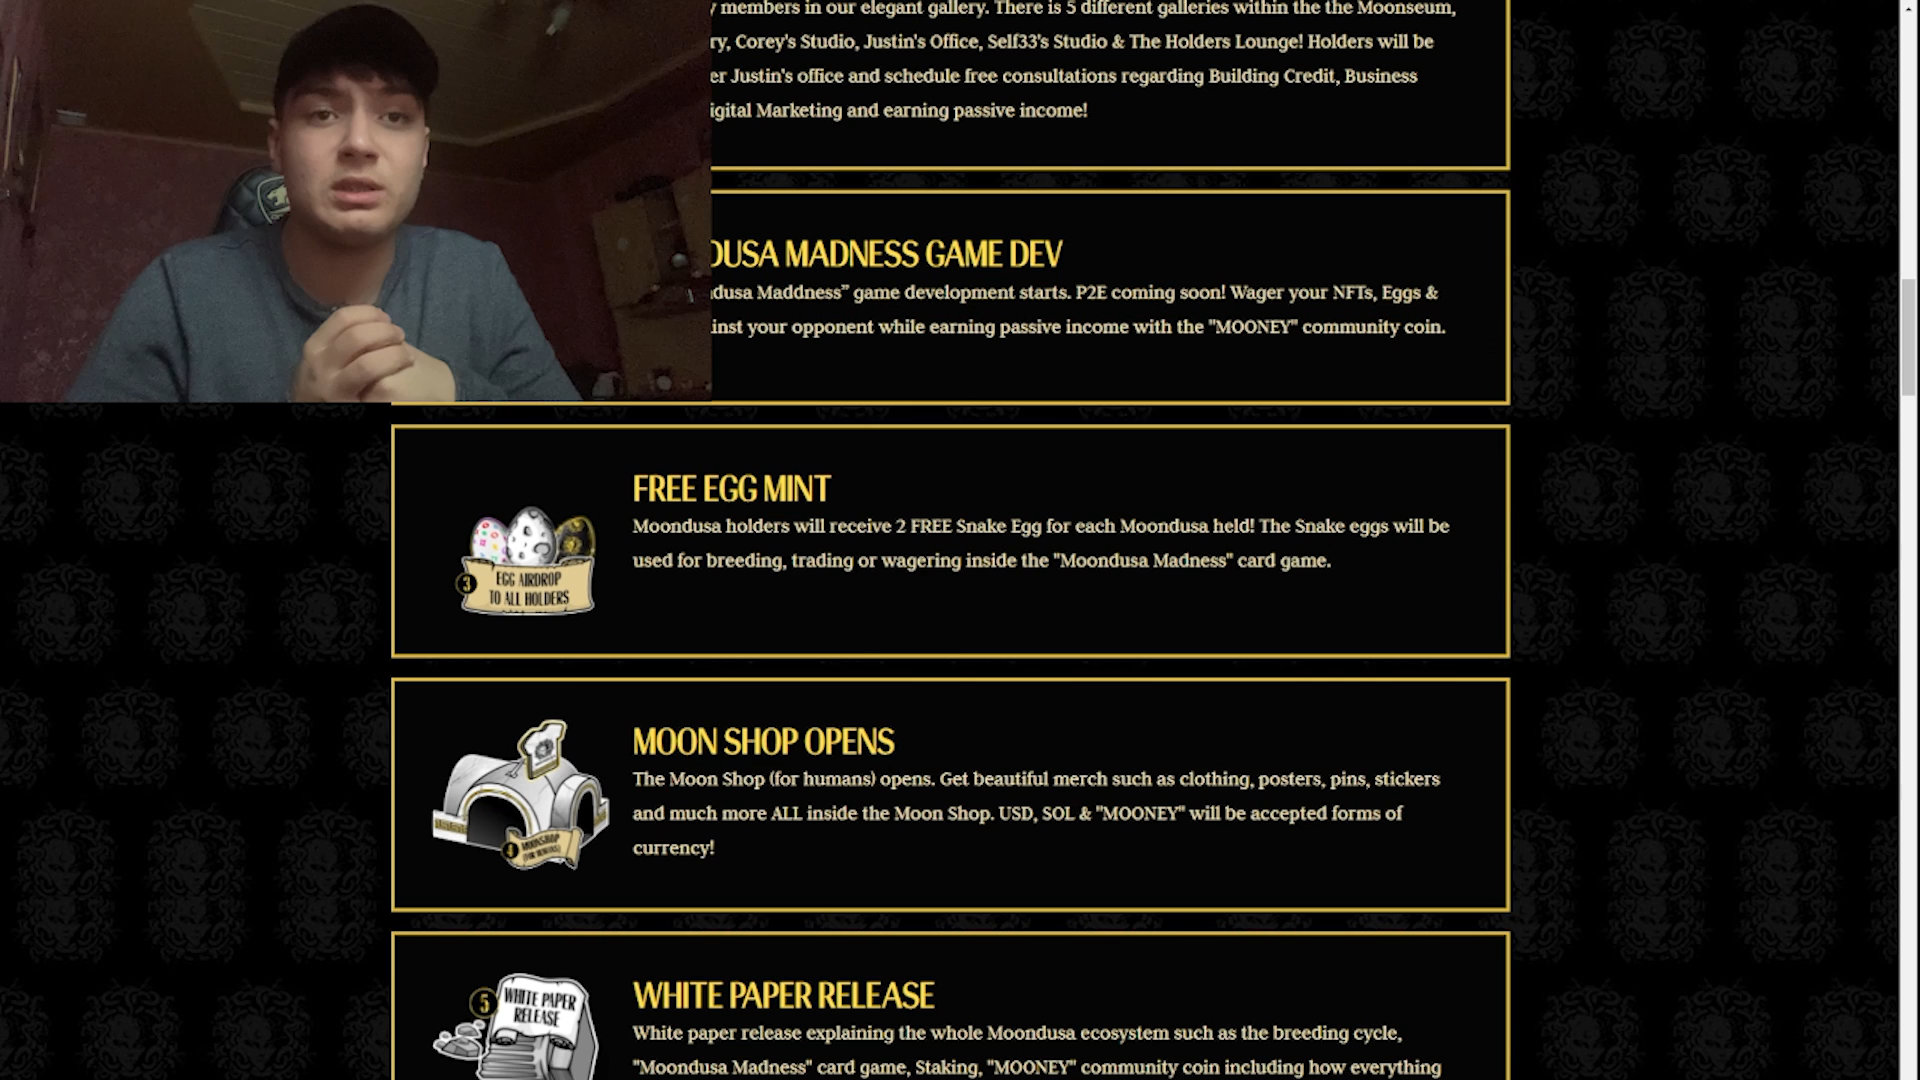 members in our elegant gallery. There is 5 different galleries within the the Moonseum,
ry, Corey's Studio, Justin's Office, Self33's Studio & The Holders Lounge! Holders will be
er Justin's office and schedule free consultations regarding Building Credit, Business
igital Marketing and earning passive income!
DUSA MADNESS GAME DEV
dusa Maddness" game development starts. P2E coming soon! Wager your NFTs, Eggs &
inst your opponent while earning passive income with the "MOONEY" community coin.
FREE EGG MINT
Moondusa holders will receive 2 FREE Snake Egg for each Moondusa held! The Snake eggs will be
used for breeding, trading or wagering inside the "Moondusa Madness" card game.
3
EGG AIRDROP
TO ALL HOLDERS
MOON SHOP OPENS
The Moon Shop (for humans) opens. Get beautiful merch such as clothing, posters, pins, stickers
and much more ALL inside the Moon Shop. USD, SOL & "MOONEY" will be accepted forms of
currency!
4
MOONSHOP
(FOR HUMANS)
WHITE PAPER RELEASE
White paper release explaining the whole Moondusa ecosystem such as the breeding cycle,
"Moondusa Madness" card game, Staking, "MOONEY" community coin including how everything
5
WHITE PAPER
RELEASE